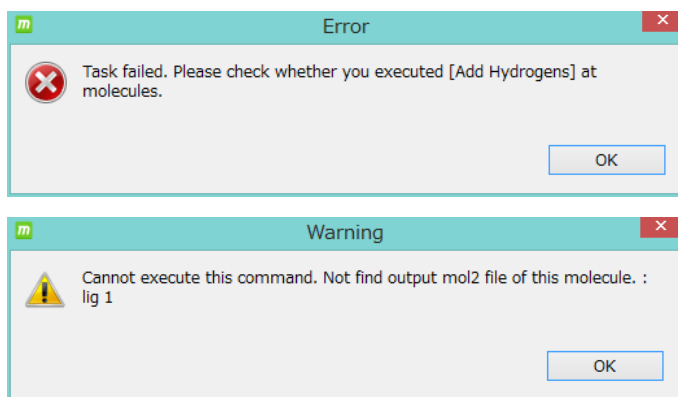 m
Error
Task failed. Please check whether you executed [Add Hydrogens] at
molecules.
OK
m
Warning
Cannot execute this command. Not find output mol2 file of this molecule. :
lig 1
OK